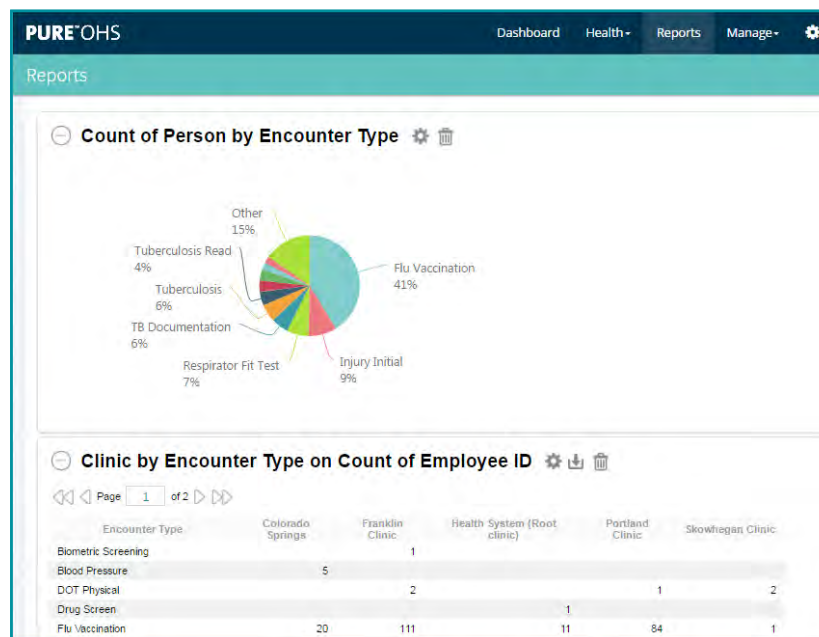 PURE™OHS
Dashboard Health Reports Manage
Reports
Count of Person by Encounter Type
Other
15%
Tuberculosis Read
4%
Tuberculosis
6%
TB Documentation
6%
Respirator Fit Test
7%
Flu Vaccination
41%
Injury Initial
9%
Clinic by Encounter Type on Count of Employee ID
Page 1 of 2
Encounter Type Colorado Springs Franklin Clinic Health System (Root clinic) Portland Clinic Skowhegan Clinic
Biometric Screening 1
Blood Pressure 5
DOT Physical 2 1 2
Drug Screen 1
Flu Vaccination 20 111 11 84 1